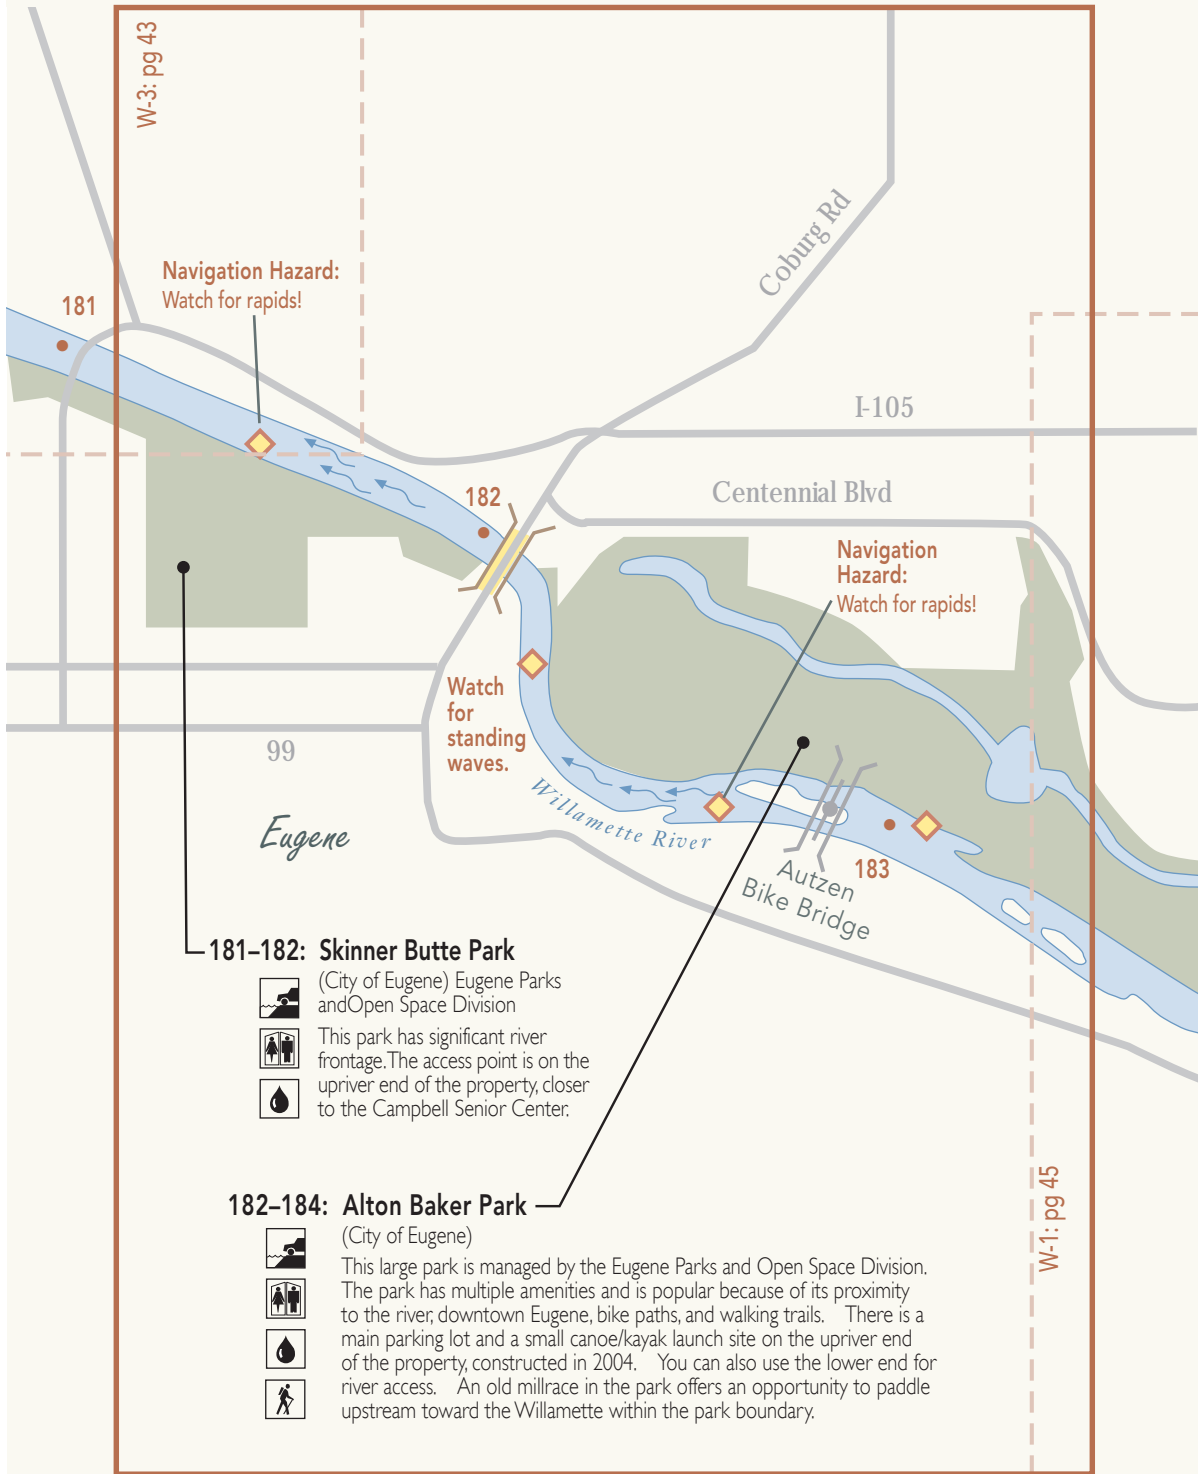 W-3: pg 43
Coburg Rd
Navigation Hazard:
Watch for rapids!
181
I-105
182
Centennial Blvd
Navigation
Hazard:
Watch for rapids!
Watch
for
standing
waves.
99
Willamette River
Eugene
183
Autzen
Bike Bridge
181–182: Skinner Butte Park
(City of Eugene) Eugene Parks
andOpen Space Division
This park has significant river
frontage.The access point is on the
upriver end of the property, closer
to the Campbell Senior Center.
W-1: pg 45
182–184: Alton Baker Park
(City of Eugene)
This large park is managed by the Eugene Parks and Open Space Division.
The park has multiple amenities and is popular because of its proximity
to the river, downtown Eugene, bike paths, and walking trails. There is a
main parking lot and a small canoe/kayak launch site on the upriver end
of the property, constructed in 2004. You can also use the lower end for
river access. An old millrace in the park offers an opportunity to paddle
upstream toward the Willamette within the park boundary.